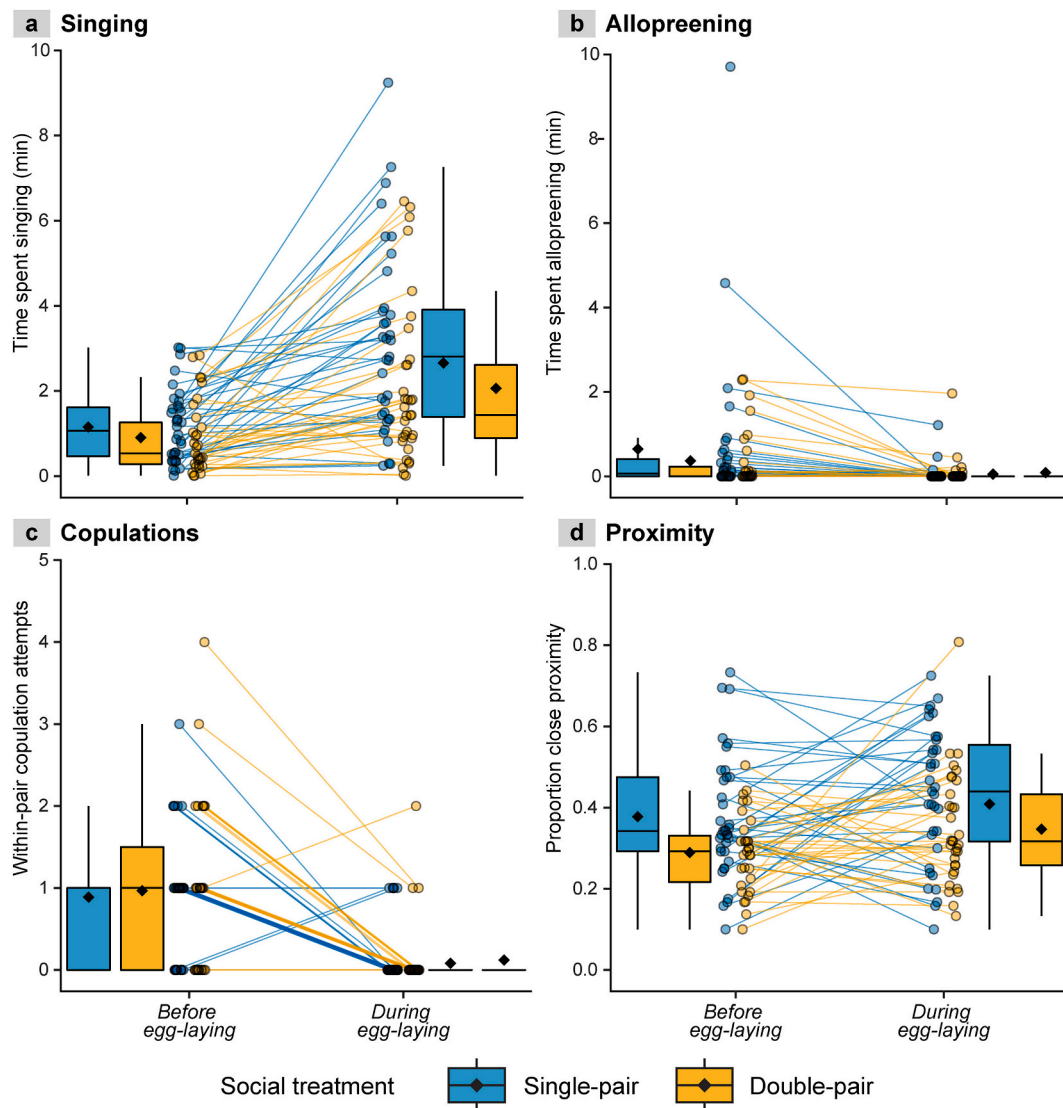 a Singing
10
8
6
4
2
0
Time spent singing (min)
b Allopreening
10
8
6
4
2
0
Time spent allopreening (min)
c Copulations
5
4
3
2
1
0
Within-pair copulation attempts
Before
egg-laying
During
egg-laying
d Proximity
1.0
0.8
0.6
0.4
0.2
0.0
Proportion close proximity
Before
egg-laying
During
egg-laying
Social treatment Single-pair Double-pair